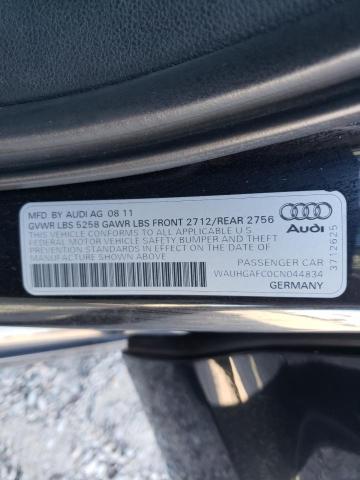 MFD. BY AUDI AG 08 11
GVWR LBS 5258 GAWR LBS FRONT 2712/REAR 2756
THIS VEHICLE CONFORMS TO ALL APPLICABLE U.S.
FEDERAL MOTOR VEHICLE SAFETY BUMPER AND THEFT
PREVENTION STANDARDS IN EFFECT ON THE DATE OF
MANUFACTURE SHOWN ABOVE.
Audi
PASSENGER CAR
WAUHGAFC0CN044834
GERMANY
3712625